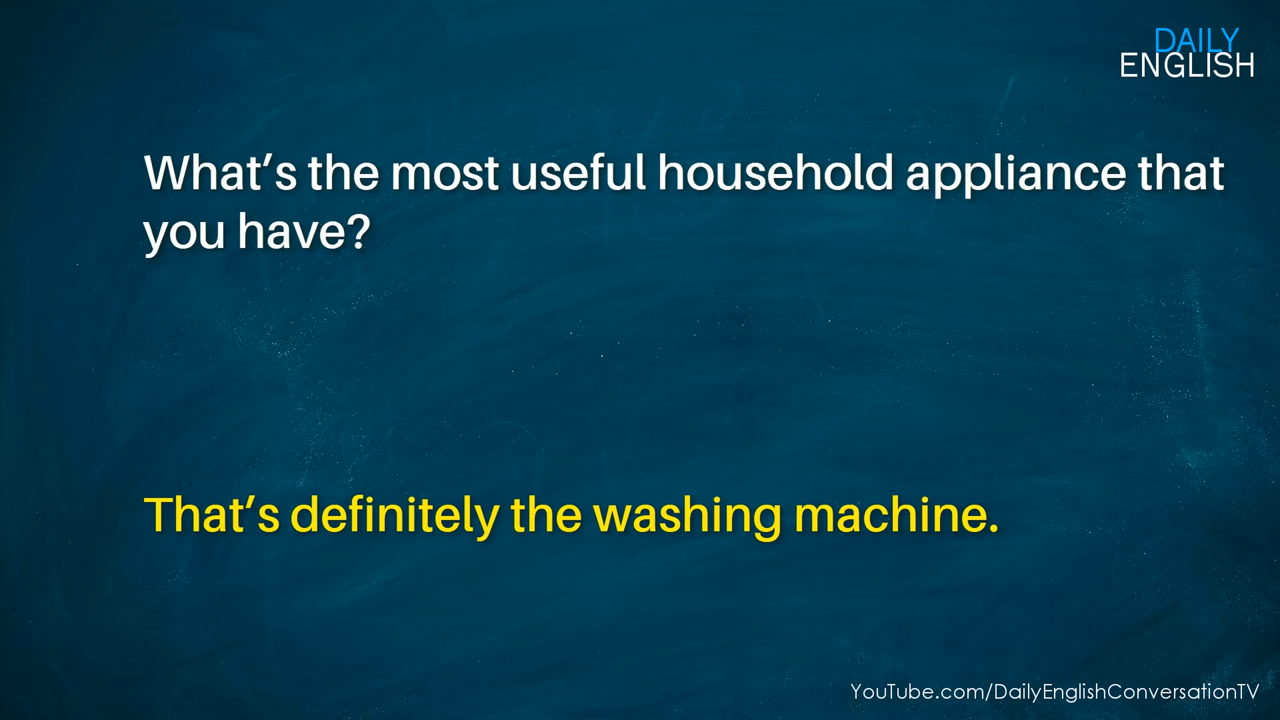 DAILY
ENGLISH
What's the most useful household appliance that
you have?
That's definitely the washing machine.
YouTube.com/DailyEnglishConversationTV